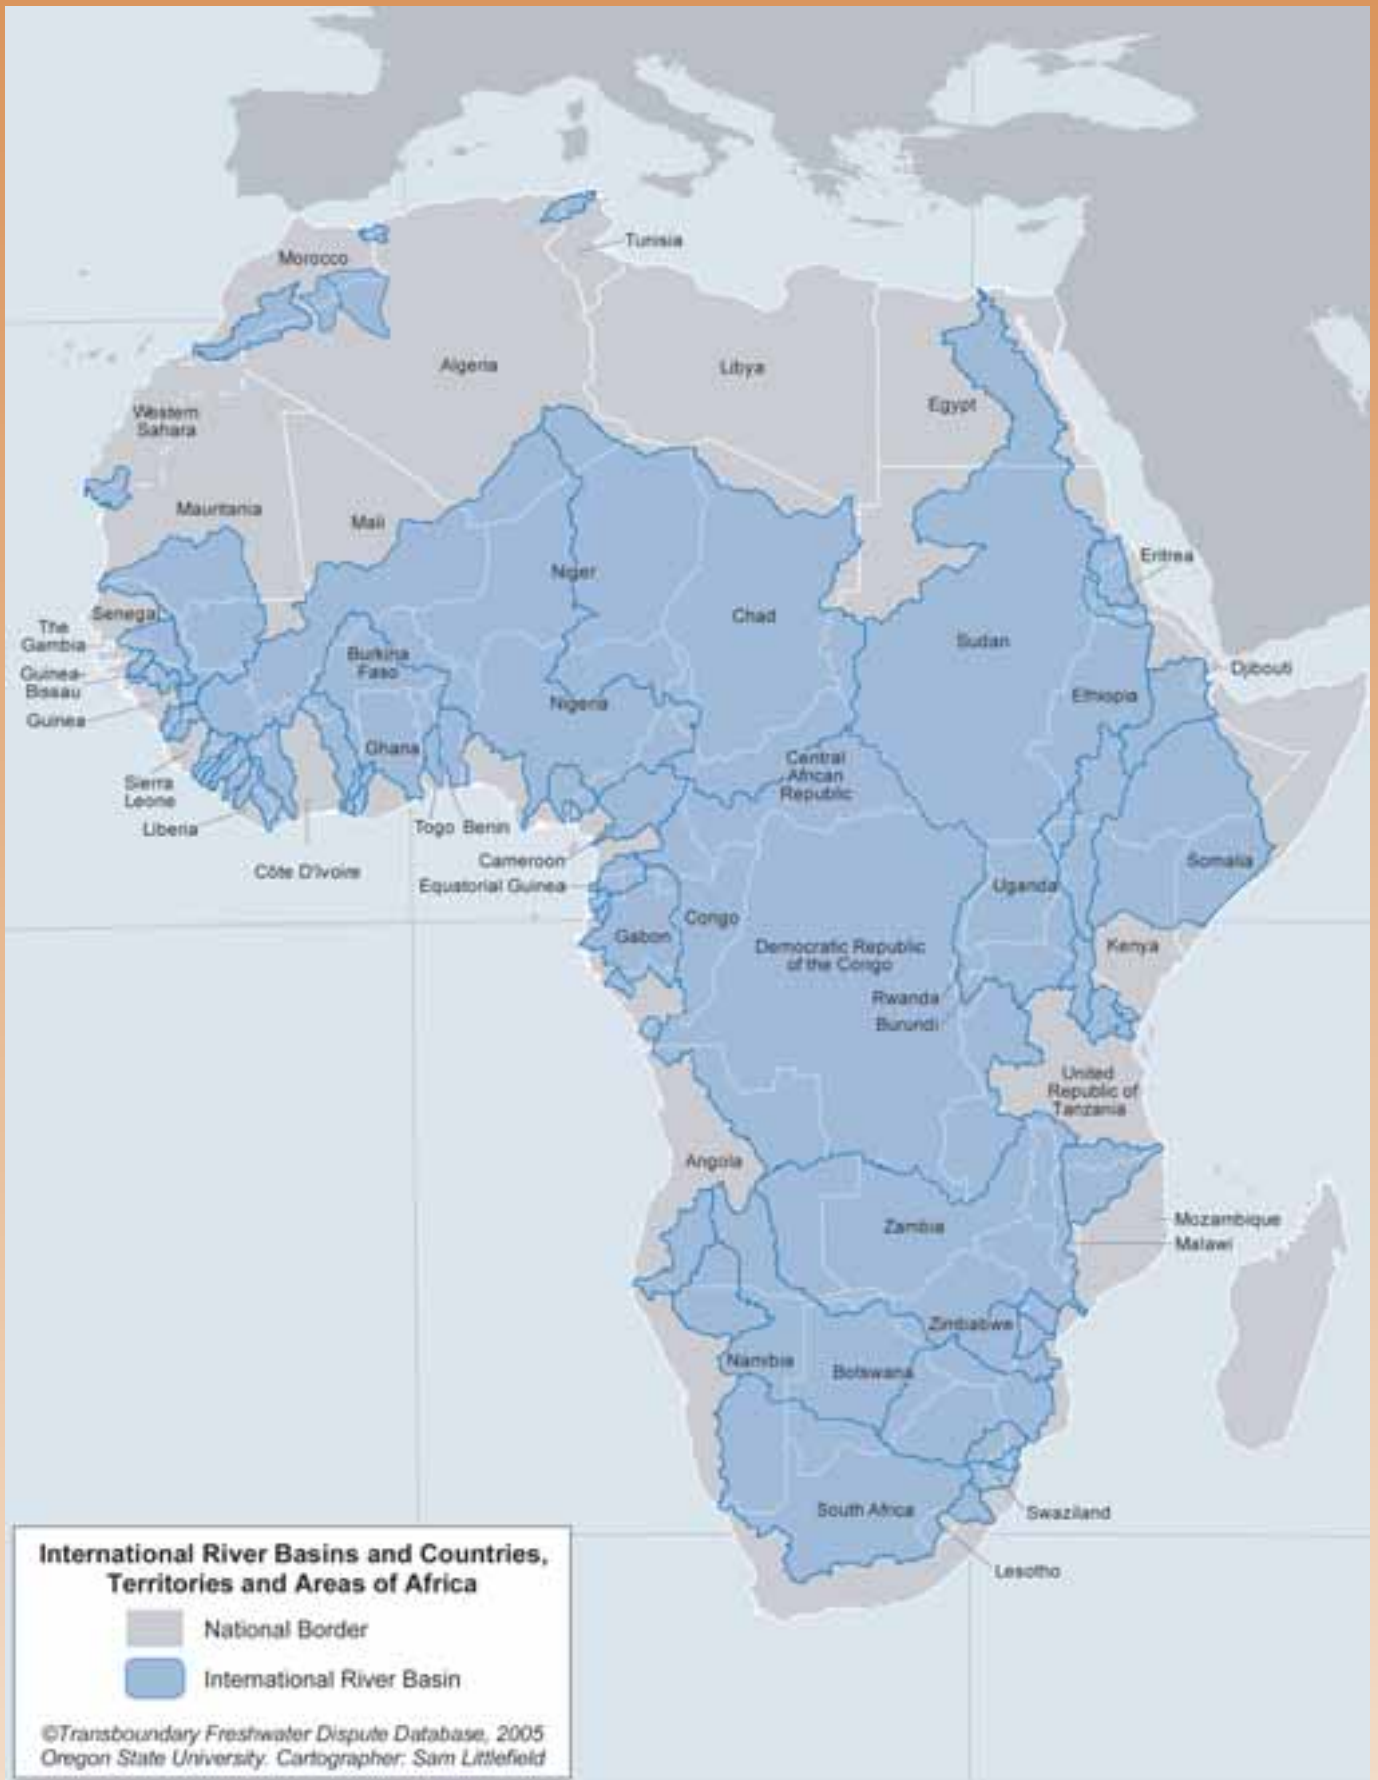 Tunisia
Morocco
Algeria
Libya
Egypt
Western
Sahara
Mauritania
Mali
Niger
Chad
Sudan
Eritrea
Senegal
The
Gambia
Guinea-
Bissau
Guinea
Burkina
Faso
Nigeria
Ethiopia
Djibouti
Ghana
Sierra
Leone
Liberia
Côte D'Ivoire
Togo
Benin
Central
African
Republic
Cameroon
Equatorial Guinea
Somalia
Uganda
Gabon
Congo
Democratic Republic
of the Congo
Kenya
Rwanda
Burundi
United
Republic of
Tanzania
Angola
Zambia
Mozambique
Malawi
Zimbabwe
Namibia
Botswana
South Africa
Swaziland
Lesotho
International River Basins and Countries,
Territories and Areas of Africa
National Border
International River Basin
©Transboundary Freshwater Dispute Database, 2005
Oregon State University. Cartographer: Sam Littlefield